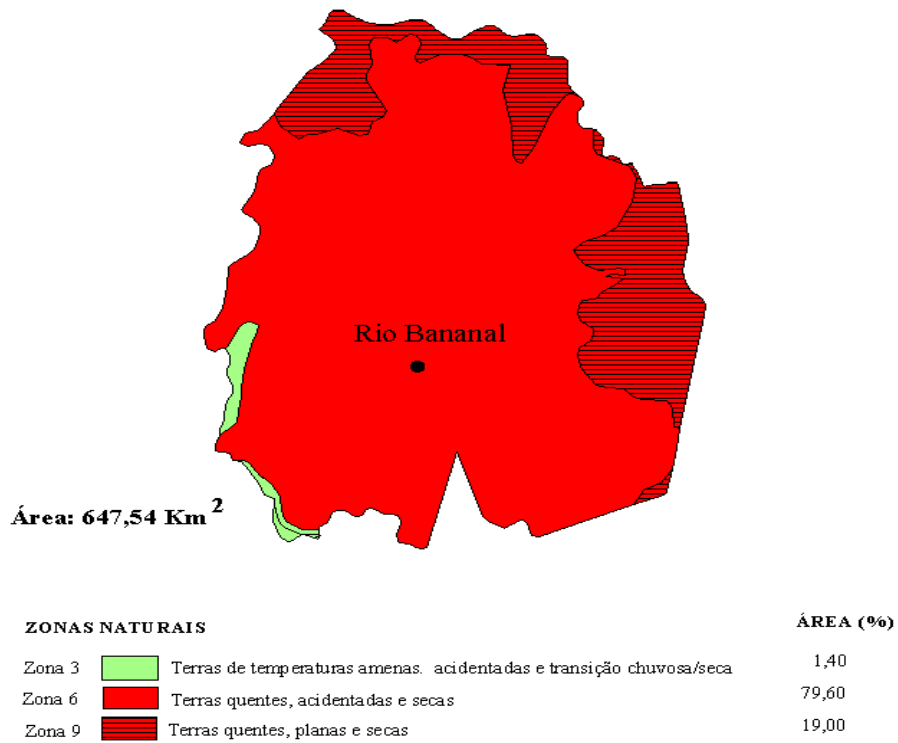 Rio Bananal
Área: 647,54 Km²
ZONAS NATURAIS ÁREA (%)
Zona 3 Terras de temperaturas amenas. acidentadas e transição chuvosa/seca 1,40
Zona 6 Terras quentes, acidentadas e secas 79,60
Zona 9 Terras quentes, planas e secas 19,00